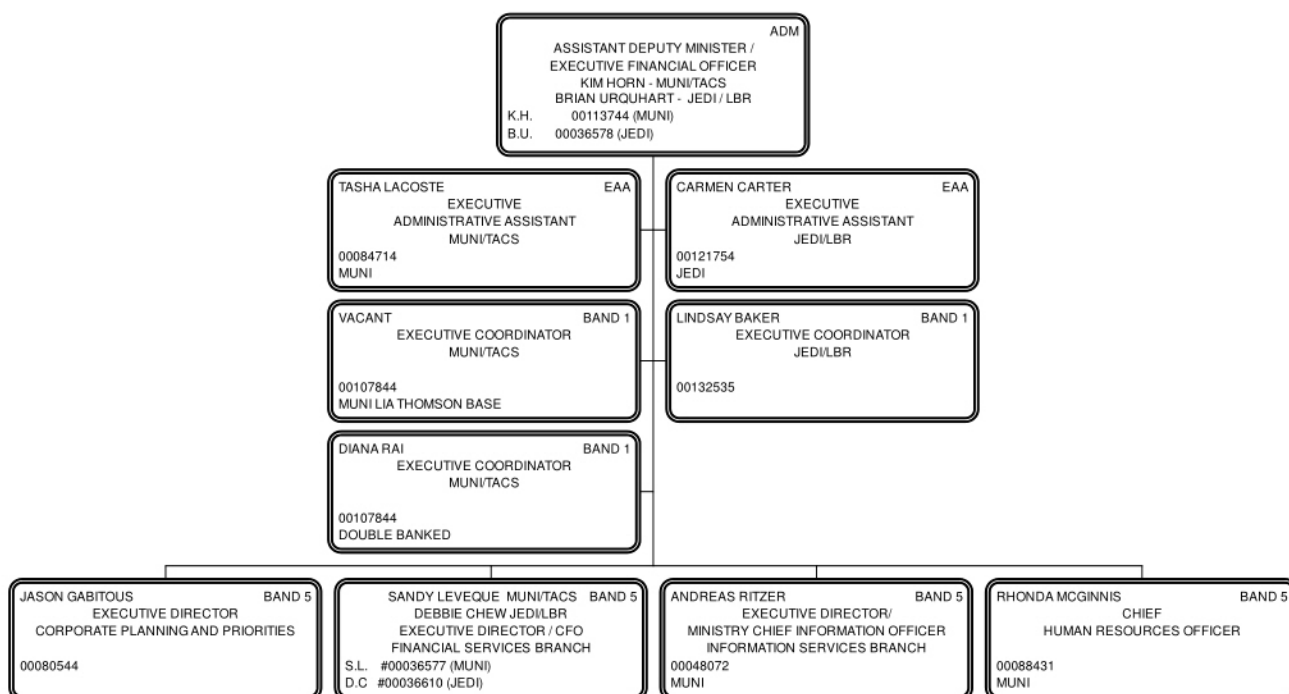 ADM
ASSISTANT DEPUTY MINISTER /
EXECUTIVE FINANCIAL OFFICER
KIM HORN - MUNI/TACS
BRIAN URQUHART - JEDI / LBR
K.H. 00113744 (MUNI)
B.U. 00036578 (JEDI)
TASHA LACOSTE EAA
EXECUTIVE
ADMINISTRATIVE ASSISTANT
MUNI/TACS
00084714
MUNI
CARMEN CARTER EAA
EXECUTIVE
ADMINISTRATIVE ASSISTANT
JEDI/LBR
00121754
JEDI
VACANT BAND 1
EXECUTIVE COORDINATOR
MUNI/TACS
00107844
MUNI LIA THOMSON BASE
LINDSAY BAKER BAND 1
EXECUTIVE COORDINATOR
JEDI/LBR
00132535
DIANA RAI BAND 1
EXECUTIVE COORDINATOR
MUNI/TACS
00107844
DOUBLE BANKED
JASON GABITOUS BAND 5
EXECUTIVE DIRECTOR
CORPORATE PLANNING AND PRIORITIES
00080544
SANDY LEVEQUE MUNI/TACS BAND 5
DEBBIE CHEW JEDI/LBR
EXECUTIVE DIRECTOR / CFO
FINANCIAL SERVICES BRANCH
S.L. #00036577 (MUNI)
D.C #00036610 (JEDI)
ANDREAS RITZER BAND 5
EXECUTIVE DIRECTOR/
MINISTRY CHIEF INFORMATION OFFICER
INFORMATION SERVICES BRANCH
00048072
MUNI
RHONDA MCGINNIS BAND 5
CHIEF
HUMAN RESOURCES OFFICER
00088431
MUNI